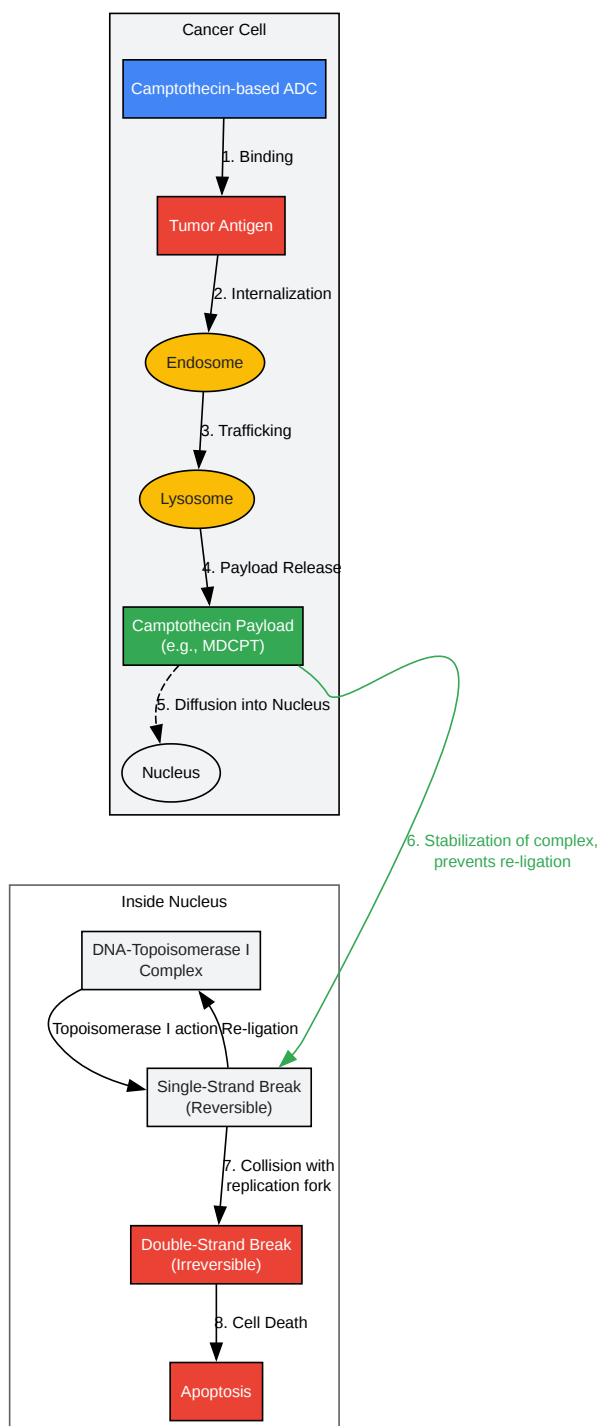 Cancer Cell
Camptothecin-based ADC
1. Binding
Tumor Antigen
2. Internalization
Endosome
3. Trafficking
Lysosome
4. Payload Release
Camptothecin Payload
(e.g., MDCPT)
5. Diffusion into Nucleus
Nucleus
6. Stabilization of complex,
prevents re-ligation
Inside Nucleus
DNA-Topoisomerase I
Complex
Topoisomerase I action
Re-ligation
Single-Strand Break
(Reversible)
7. Collision with
replication fork
Double-Strand Break
(Irreversible)
8. Cell Death
Apoptosis